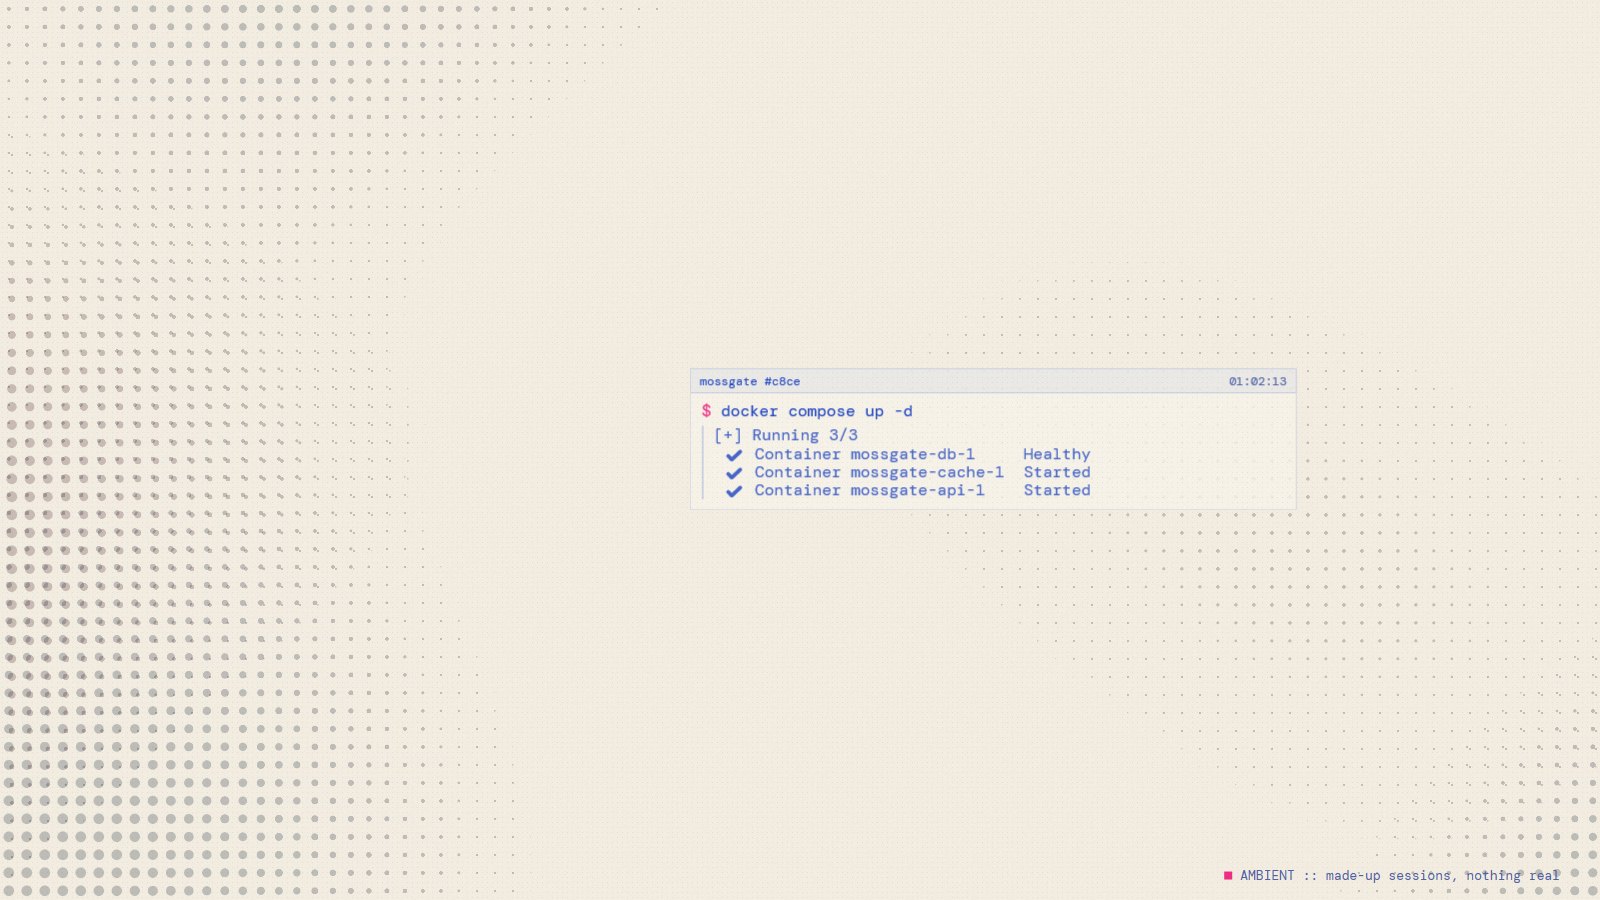 mossgate #c8ce 01:02:13
$ docker compose up -d
[+] Running 3/3
✔ Container mossgate-db-1 Healthy
✔ Container mossgate-cache-1 Started
✔ Container mossgate-api-1 Started
AMBIENT :: made-up sessions, nothing real